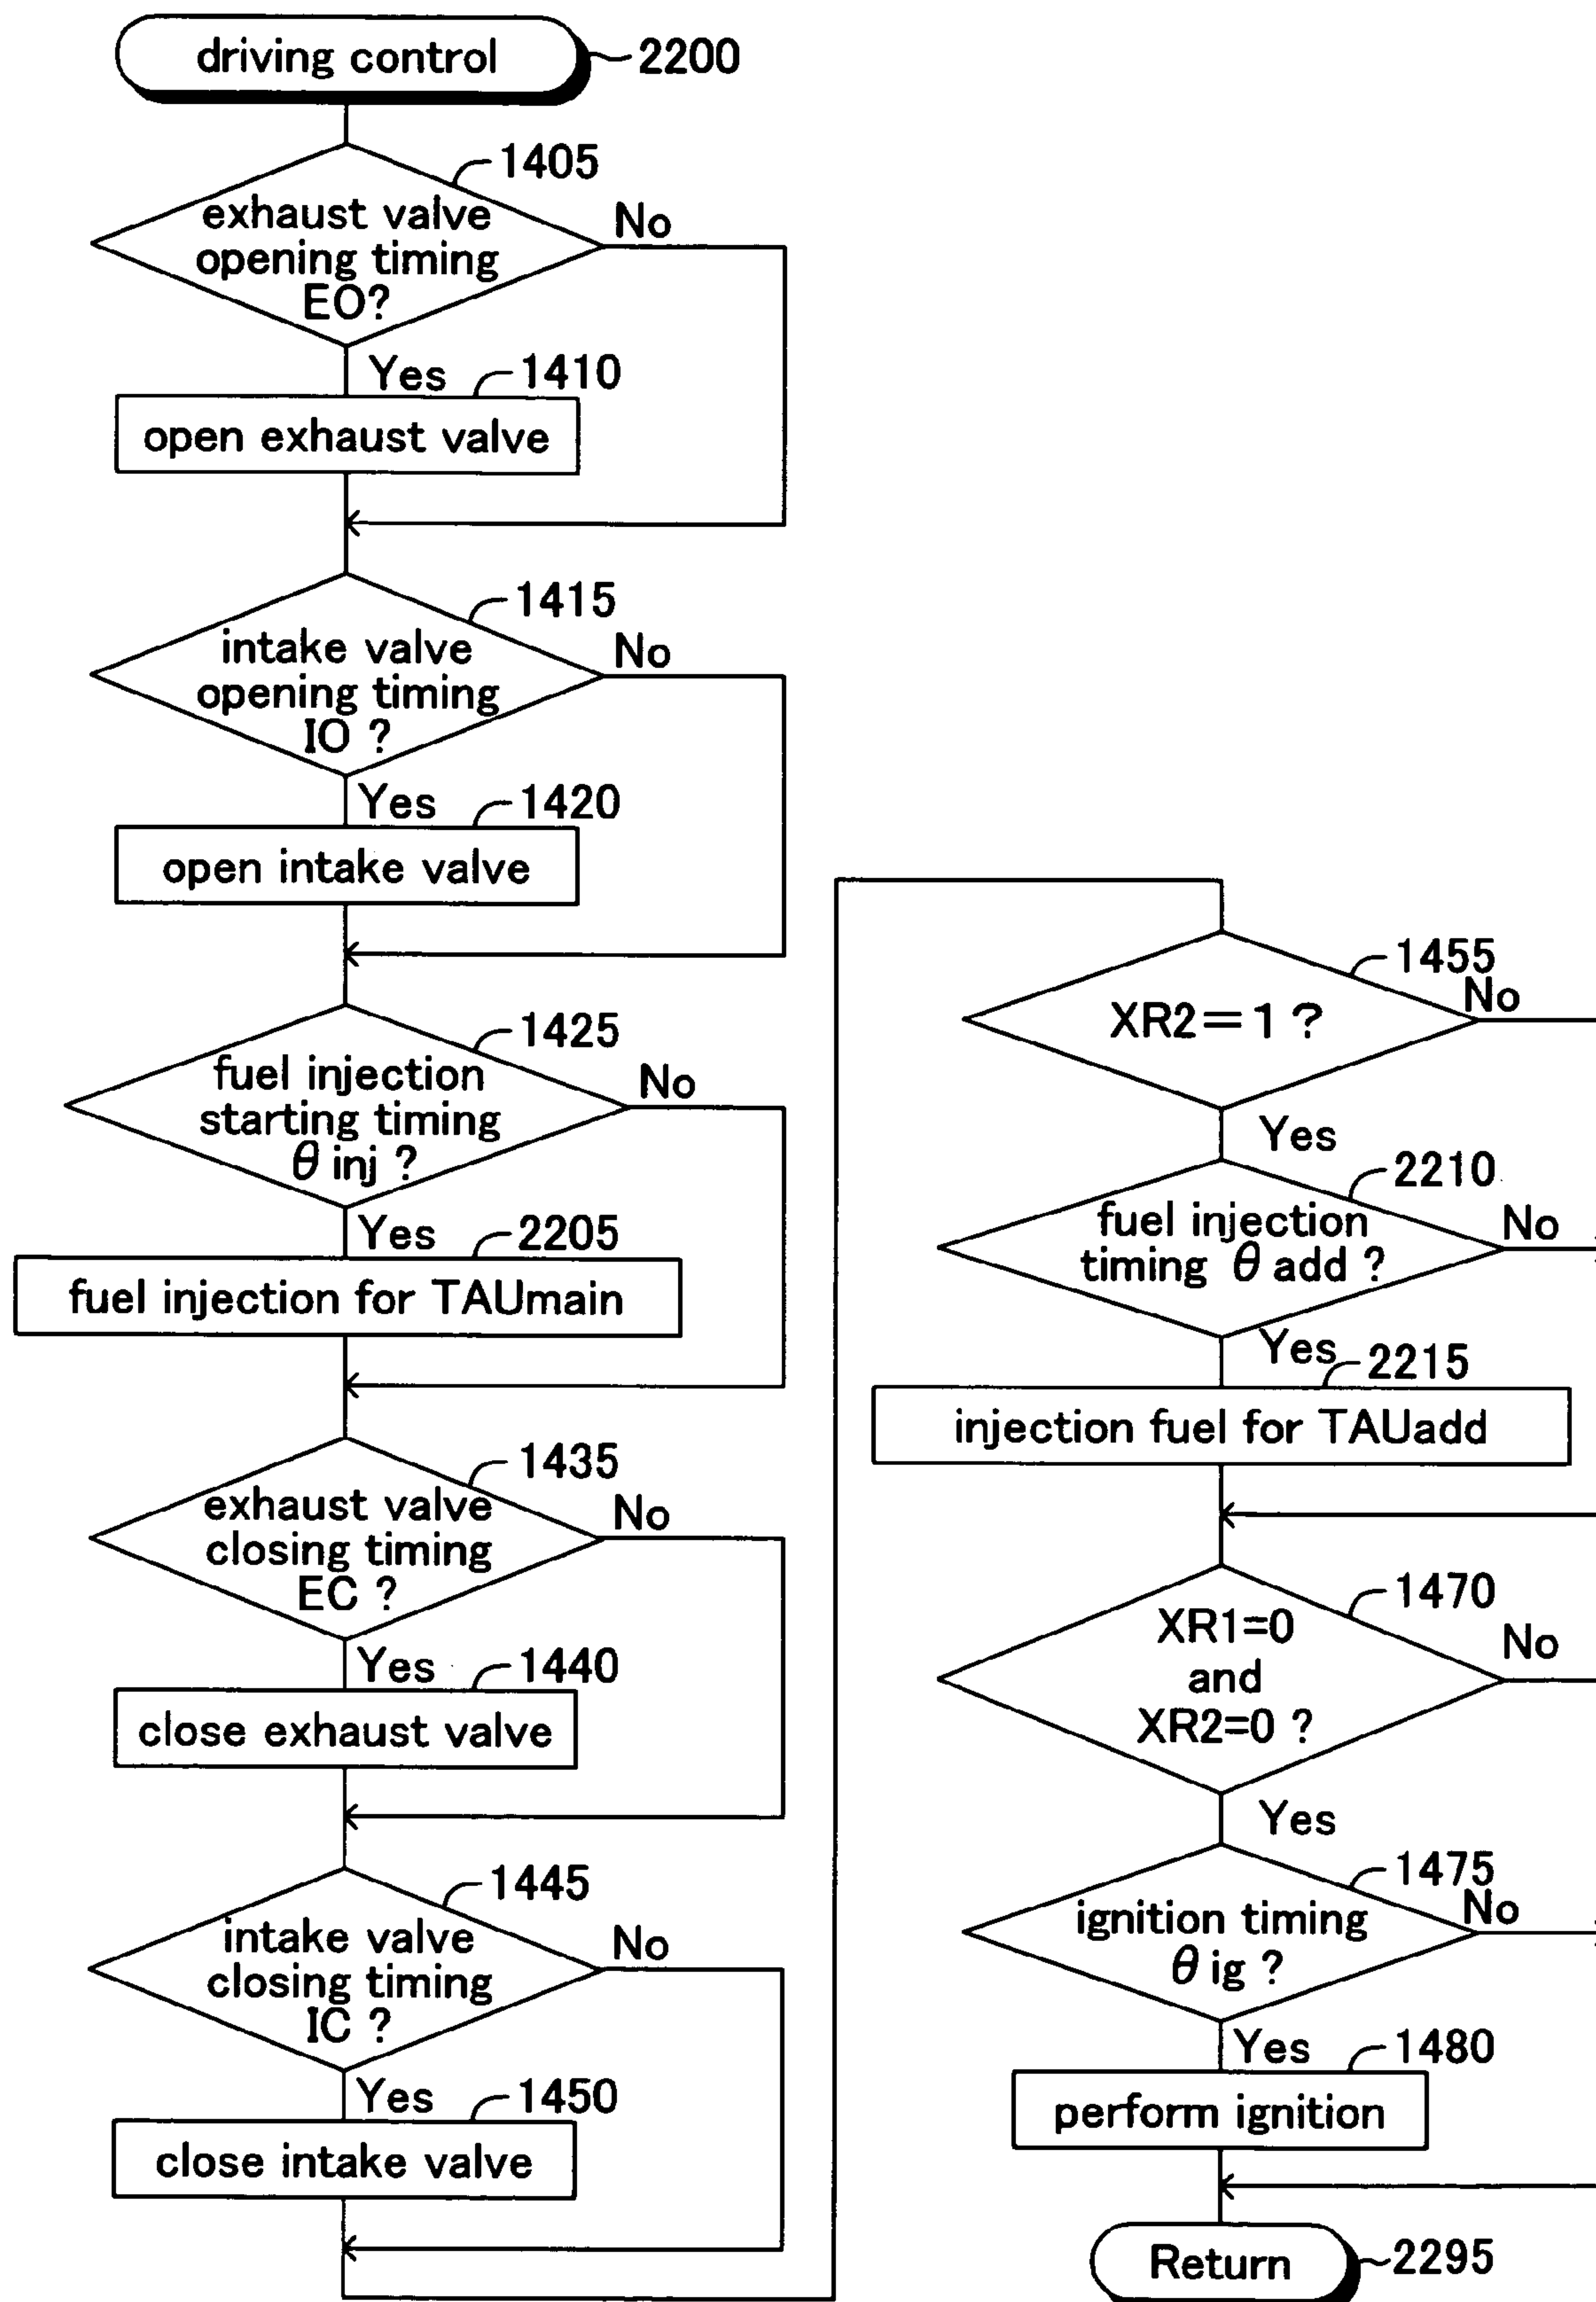 driving control
2200
1405
exhaust valve
opening timing
EO?
No
Yes
1410
open exhaust valve
1415
intake valve
opening timing
IO ?
No
Yes
1420
open intake valve
1425
fuel injection
starting timing
θ inj ?
No
Yes
2205
fuel injection for TAUmain
1435
exhaust valve
closing timing
EC ?
No
Yes
1440
close exhaust valve
1445
intake valve
closing timing
IC ?
No
Yes
1450
close intake valve
1455
XR2=1 ?
No
Yes
2210
fuel injection
timing θ add ?
No
Yes
2215
injection fuel for TAUadd
1470
XR1=0
and
XR2=0 ?
No
Yes
1475
ignition timing
θ ig ?
No
Yes
1480
perform ignition
Return
2295